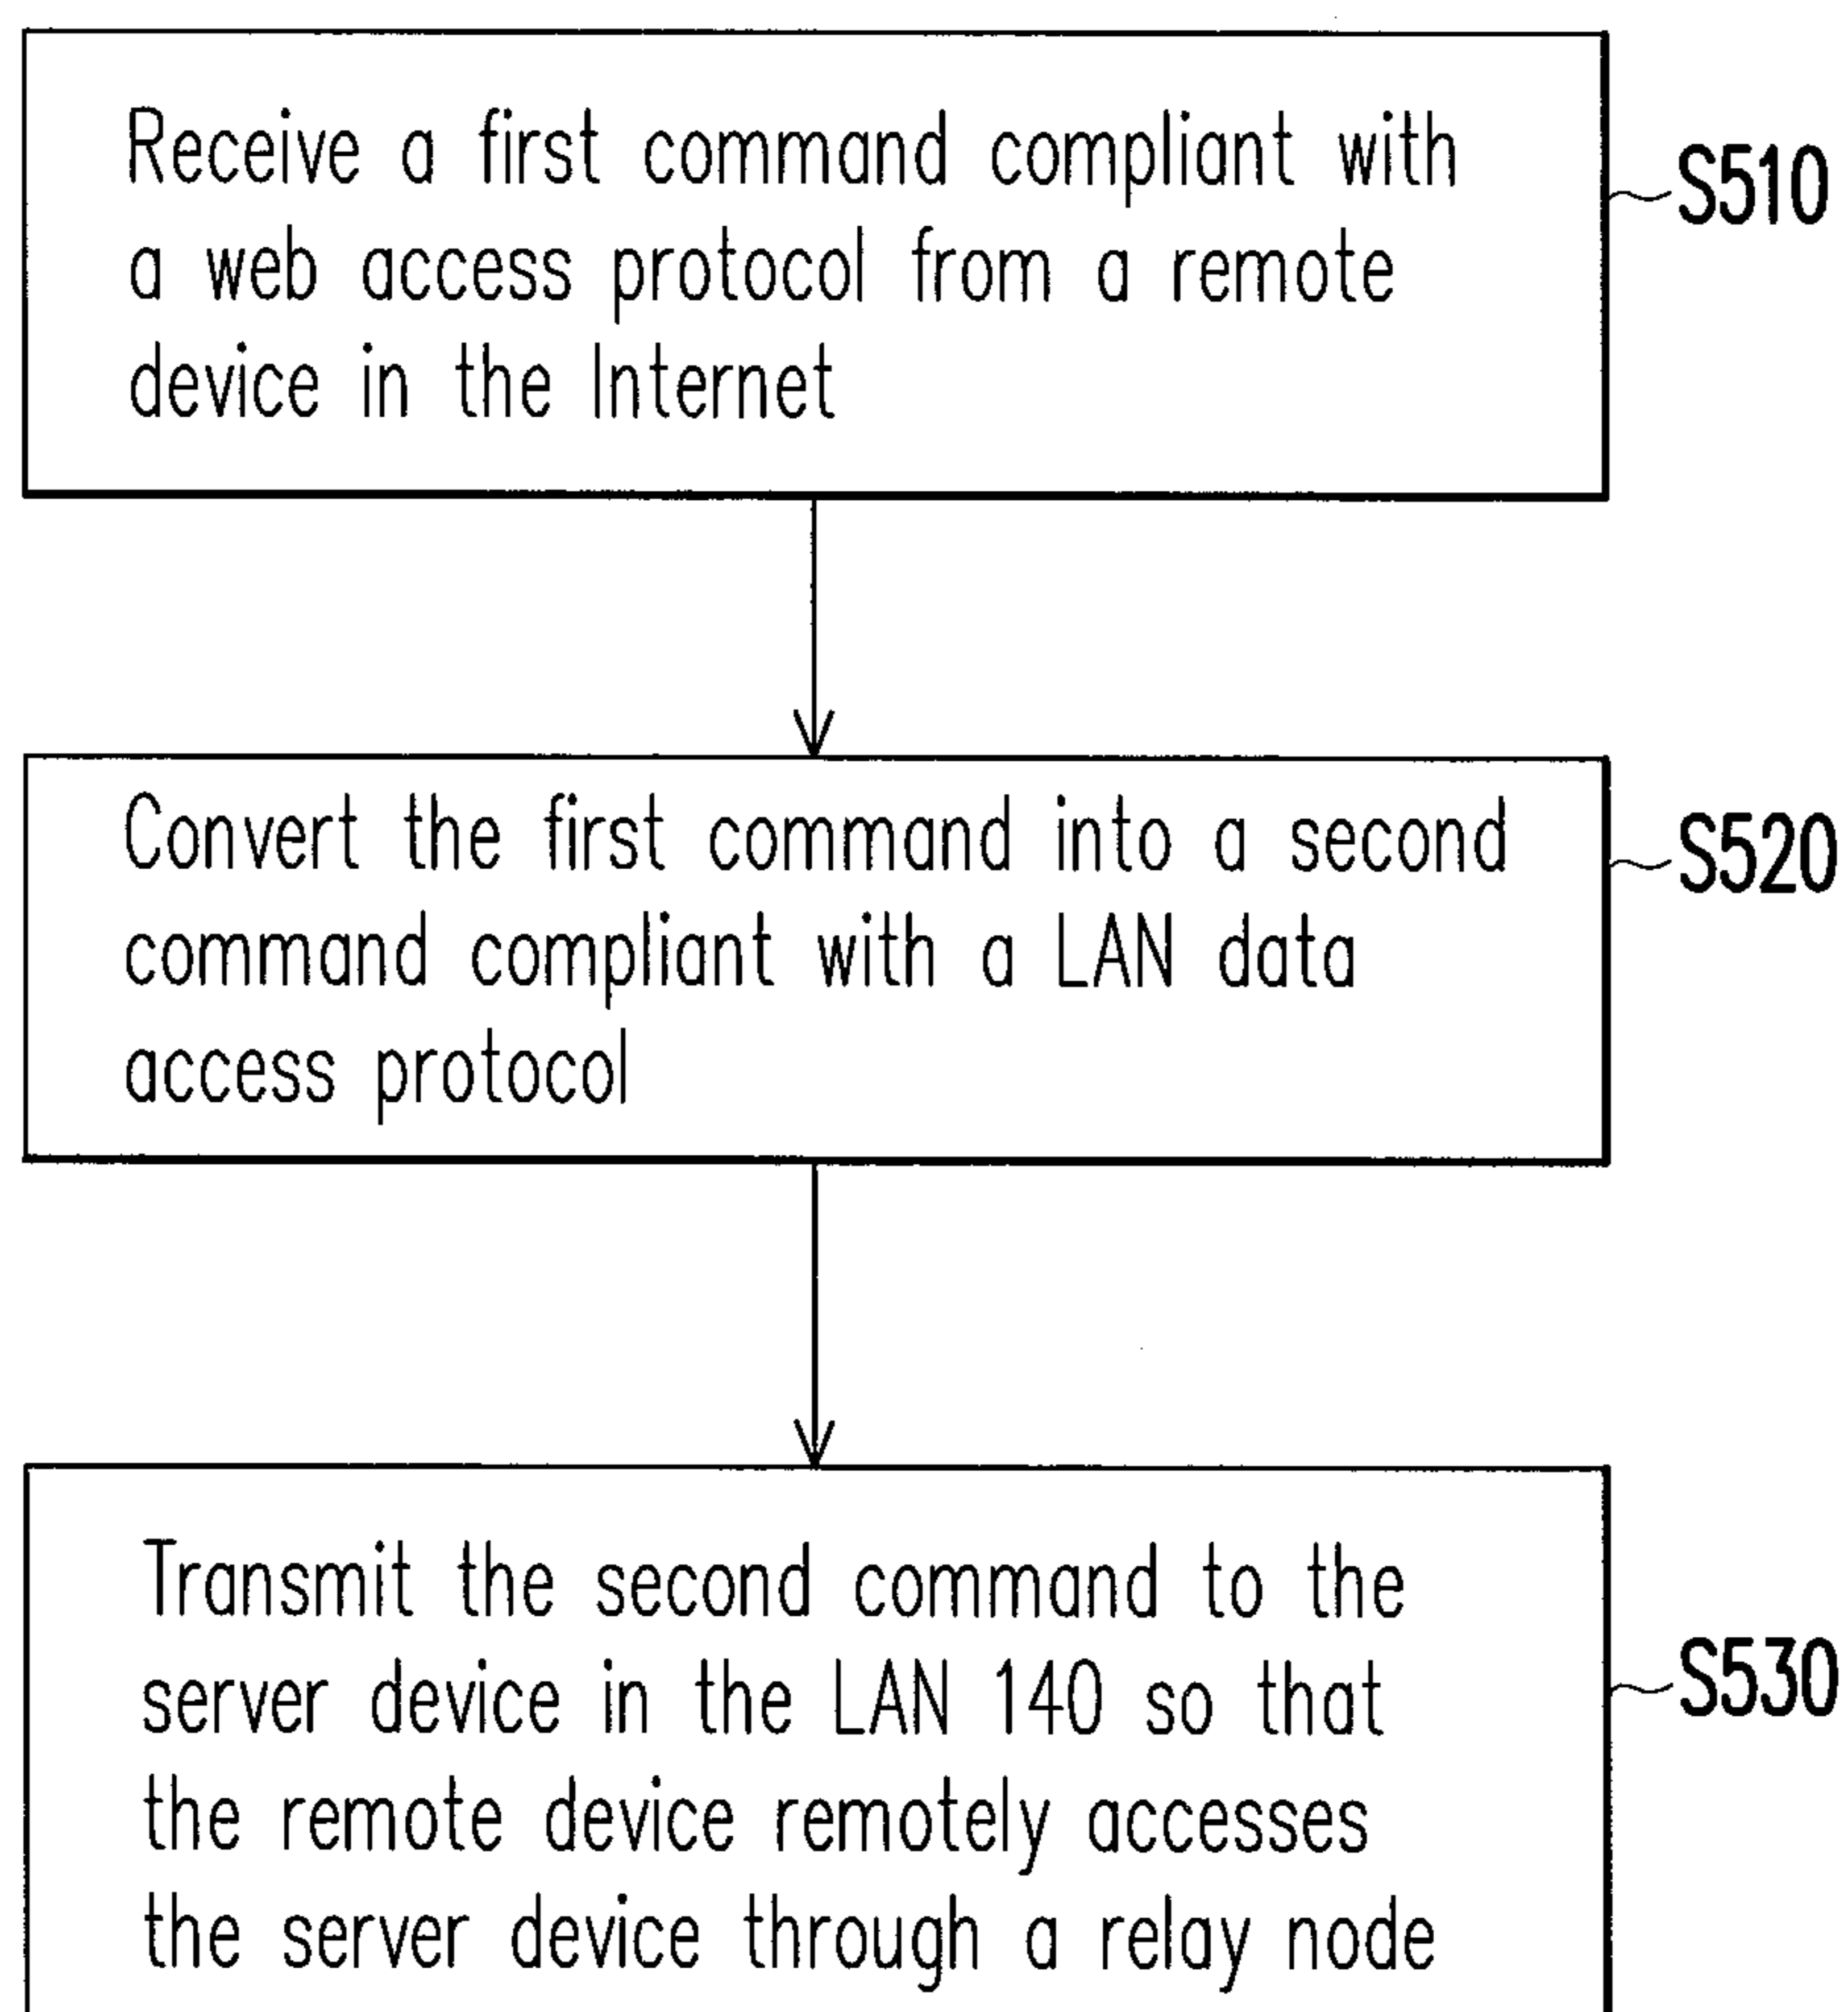 Receive a first command compliant with
a web access protocol from a remote
device in the Internet
S510
Convert the first command into a second
command compliant with a LAN data
access protocol
S520
Transmit the second command to the
server device in the LAN 140 so that
the remote device remotely accesses
the server device through a relay node
S530